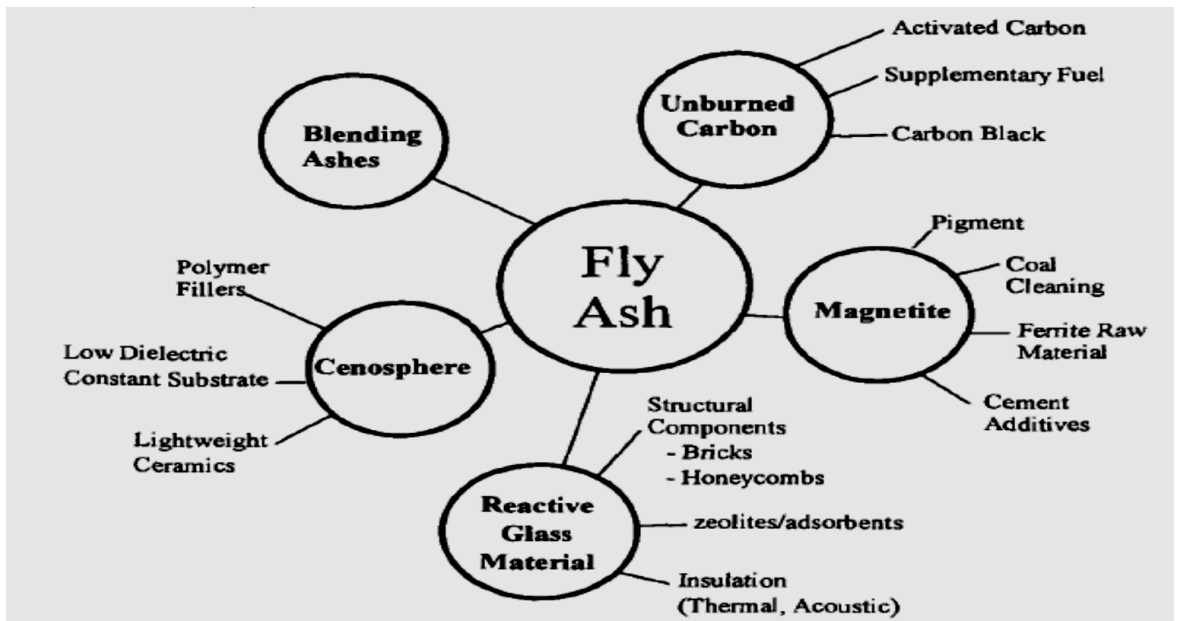 Activated Carbon
Supplementary Fuel
Carbon Black
Unburned
Carbon
Blending
Ashes
Fly
Ash
Pigment
Coal
Cleaning
Magnetite
Ferrite Raw
Material
Cement
Additives
Polymer
Fillers
Low Dielectric
Constant Substrate
Cenosphere
Lightweight
Ceramics
Structural
Components
- Bricks
- Honeycombs
Reactive
Glass
Material
zeolites/adsorbents
Insulation
(Thermal, Acoustic)